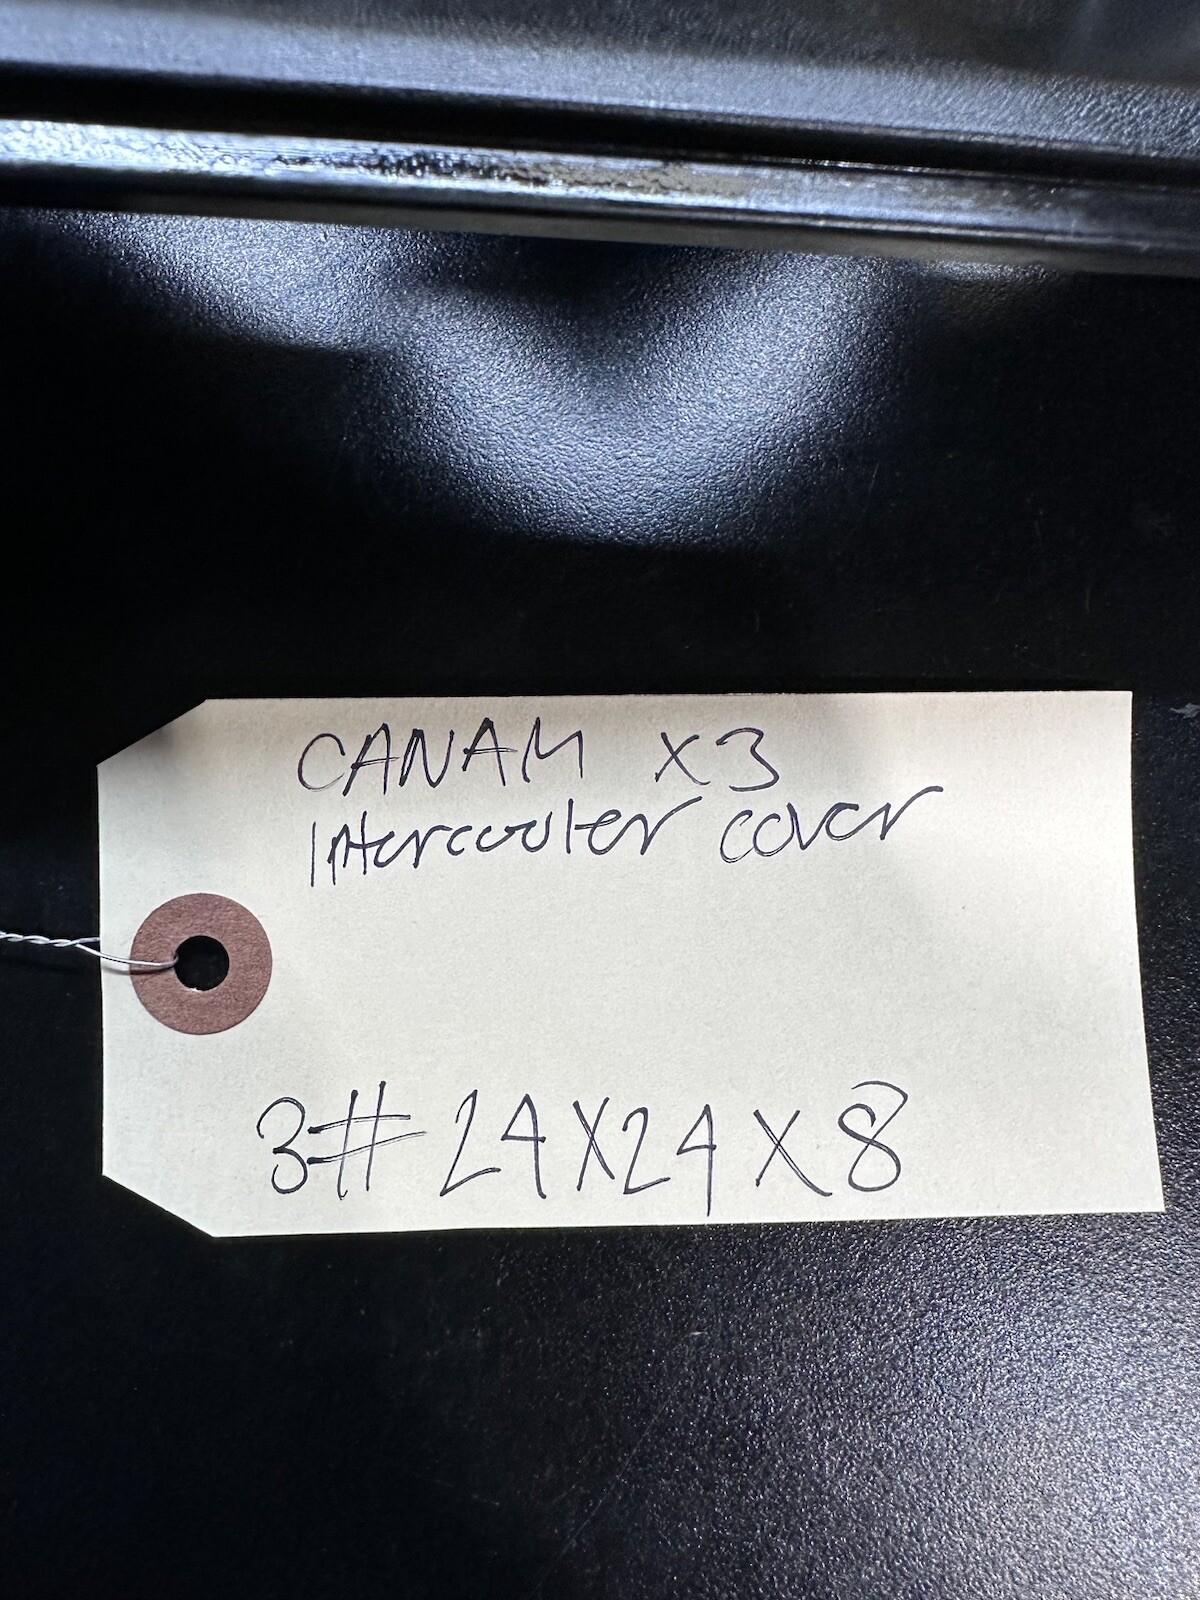 CANAM X3
Intercooler cover
3# 24X24X8